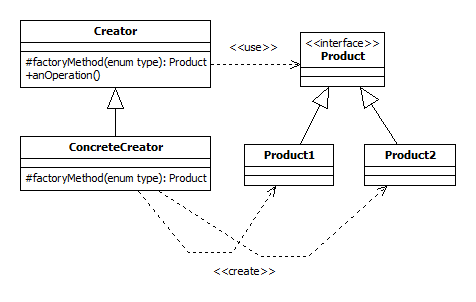 Creator
#factoryMethod(enum type): Product
+anOperation()
<<use>>
<<interface>>
Product
ConcreteCreator
#factoryMethod(enum type): Product
Product1
Product2
<<create>>